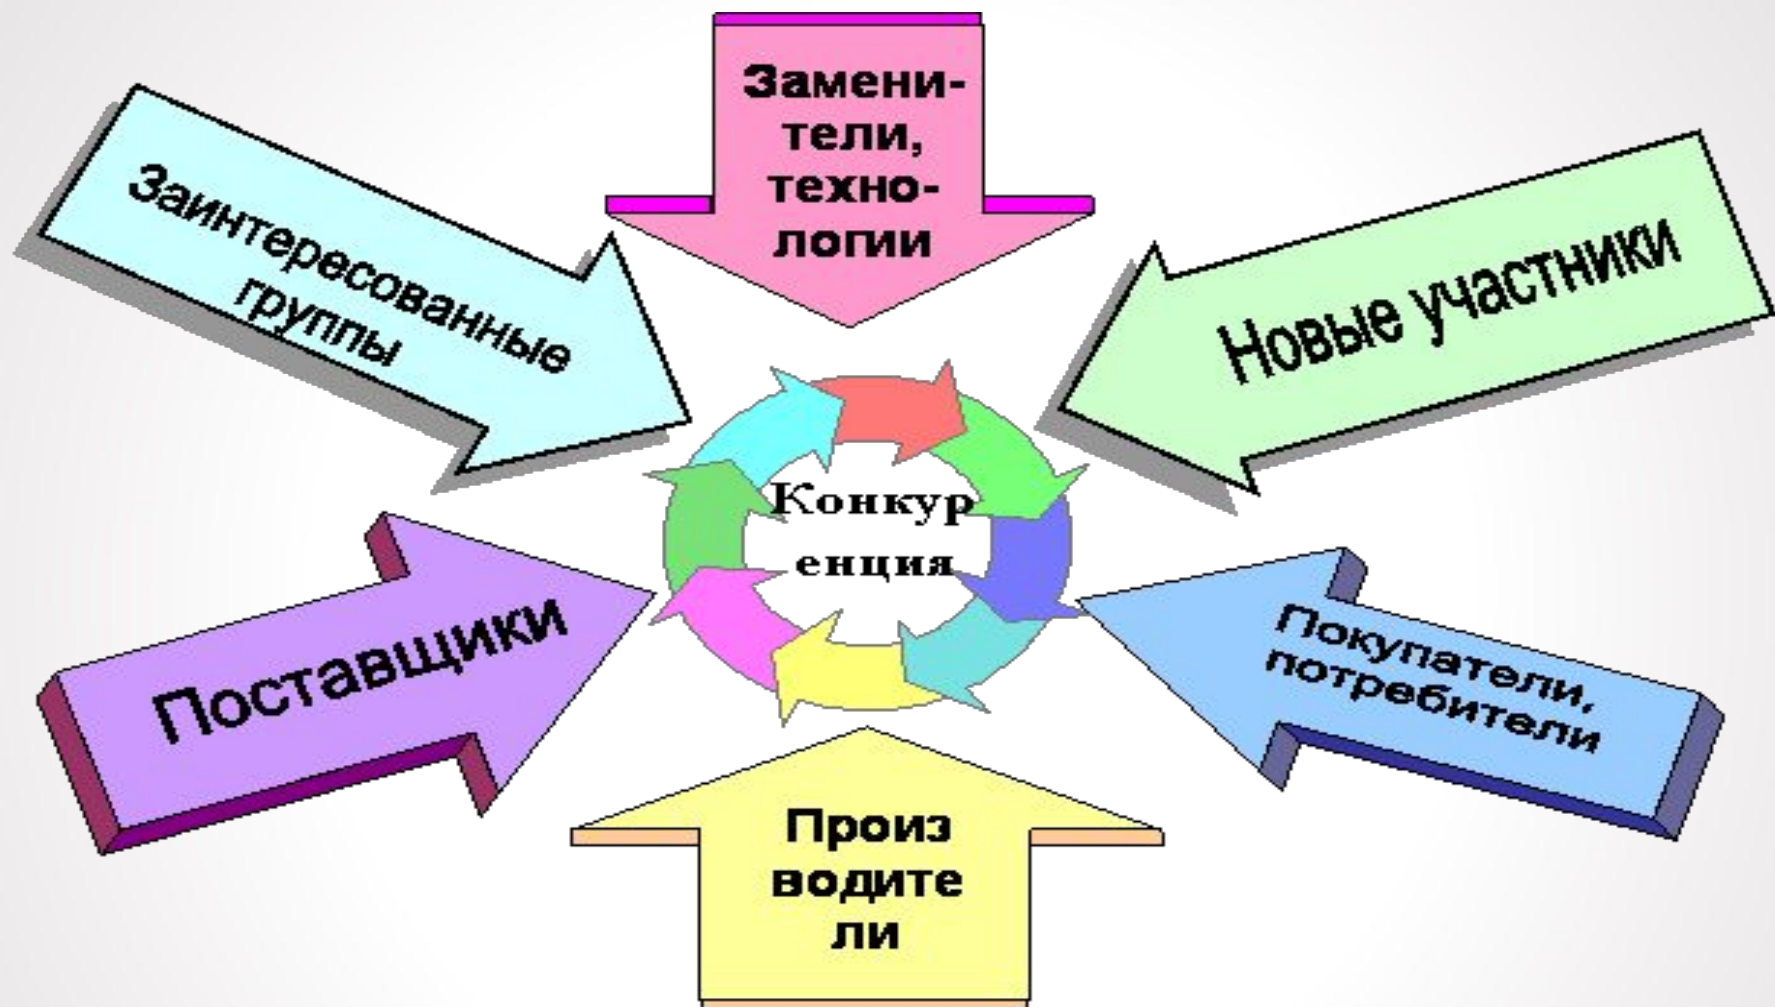 Замени-
тели,
техно-
логии
Заинтересованные
группы
Новые участники
Конкур
енция
Поставщики
Покупатели,
потребители
Произ
водите
ли